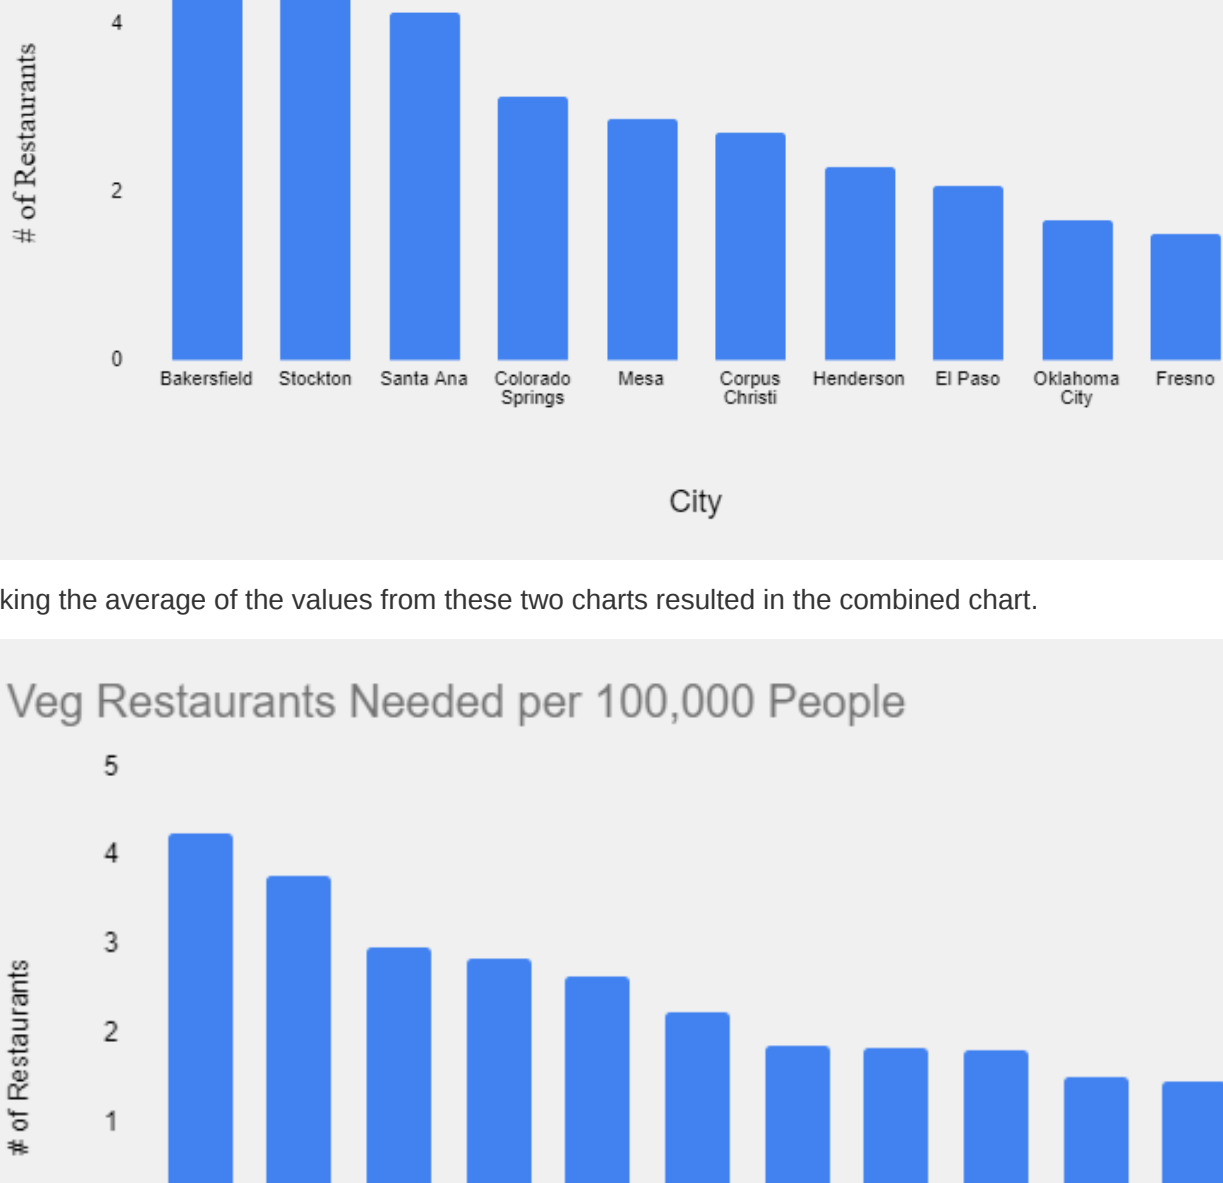 4
# of Restaurants
2
0
Bakersfield Stockton Santa Ana Colorado Springs Mesa Corpus Christi Henderson El Paso Oklahoma City Fresno
City
king the average of the values from these two charts resulted in the combined chart.
Veg Restaurants Needed per 100,000 People
5
4
3
# of Restaurants
2
1